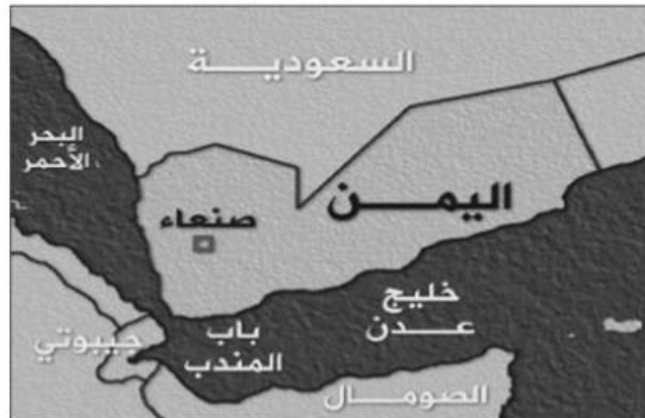 السعودية
البحر
الأحمر
اليمن
صنعاء
خليج
عدن
باب
المندب
جيبوتي
الصومال